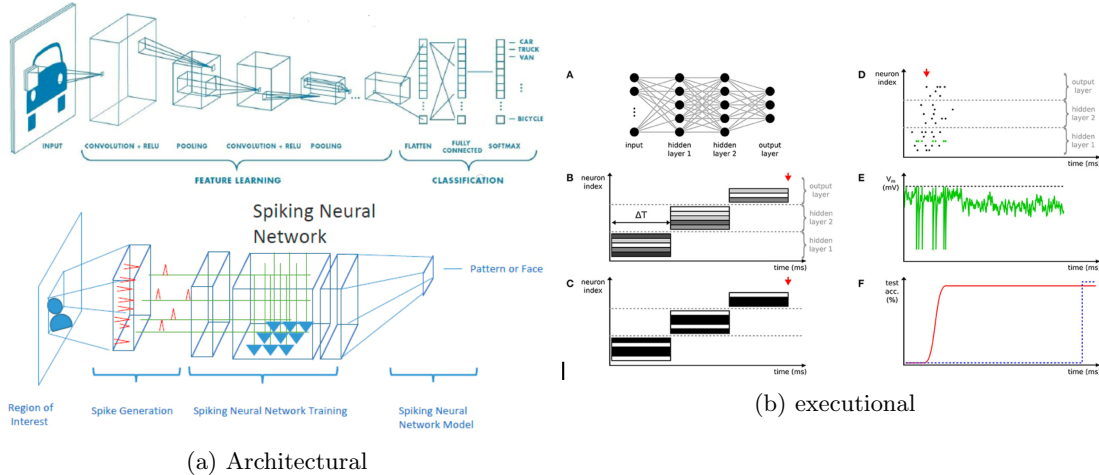 CAR
TRUCK
VAN
BICYCLE
INPUT
CONVOLUTION + RELU
POOLING
CONVOLUTION + RELU
POOLING
FLATTEN
FULLY
CONNECTED
SOFTMAX
FEATURE LEARNING
CLASSIFICATION
Spiking Neural
Network
Pattern or Face
Region of
Interest
Spike Generation
Spiking Neural Network Training
Spiking Neural
Network Model
(a) Architectural
A
input
hidden
layer 1
hidden
layer 2
output
layer
B
neuron
index
ΔT
output
layer
hidden
layer 2
hidden
layer 1
time (ms)
C
neuron
index
time (ms)
D
neuron
index
output
layer
hidden
layer 2
hidden
layer 1
time (ms)
E
Vm
(mV)
time (ms)
F
test
acc.
(%)
time (ms)
(b) executional